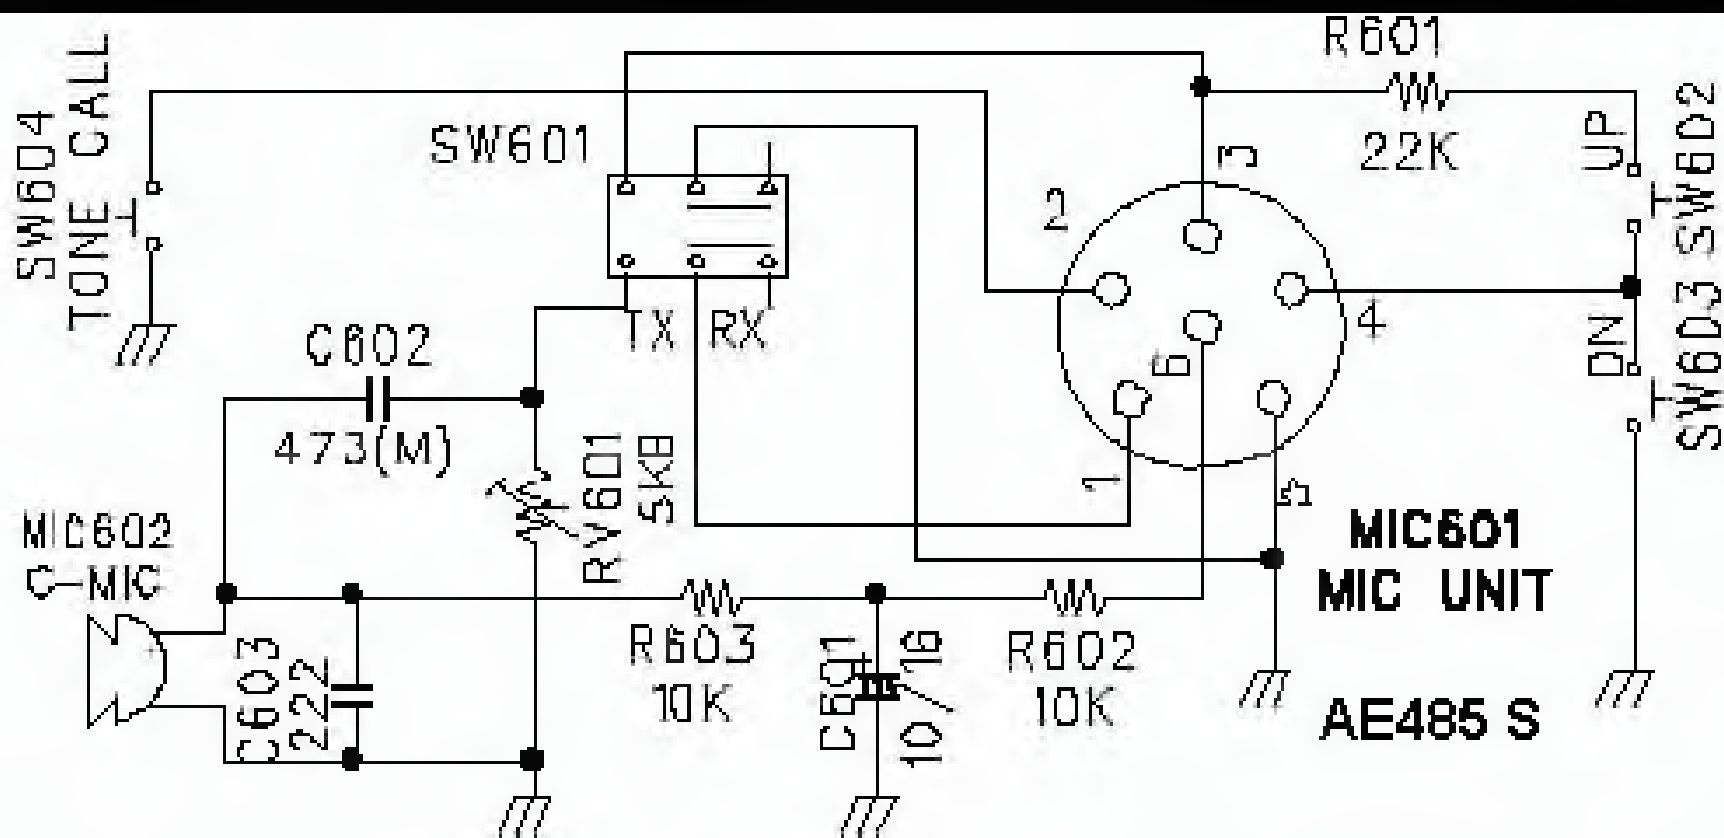 R601
22K
SW604
TONE CALL
SW601
TX RX
C602
473(M)
RV601
5KB
MIC602
C-MIC
C603
222
R603
10K
C601
10 16
R602
10K
1
2
3
4
5
6
UP
SW602
DN
SW603
MIC601
MIC UNIT
AE485 S